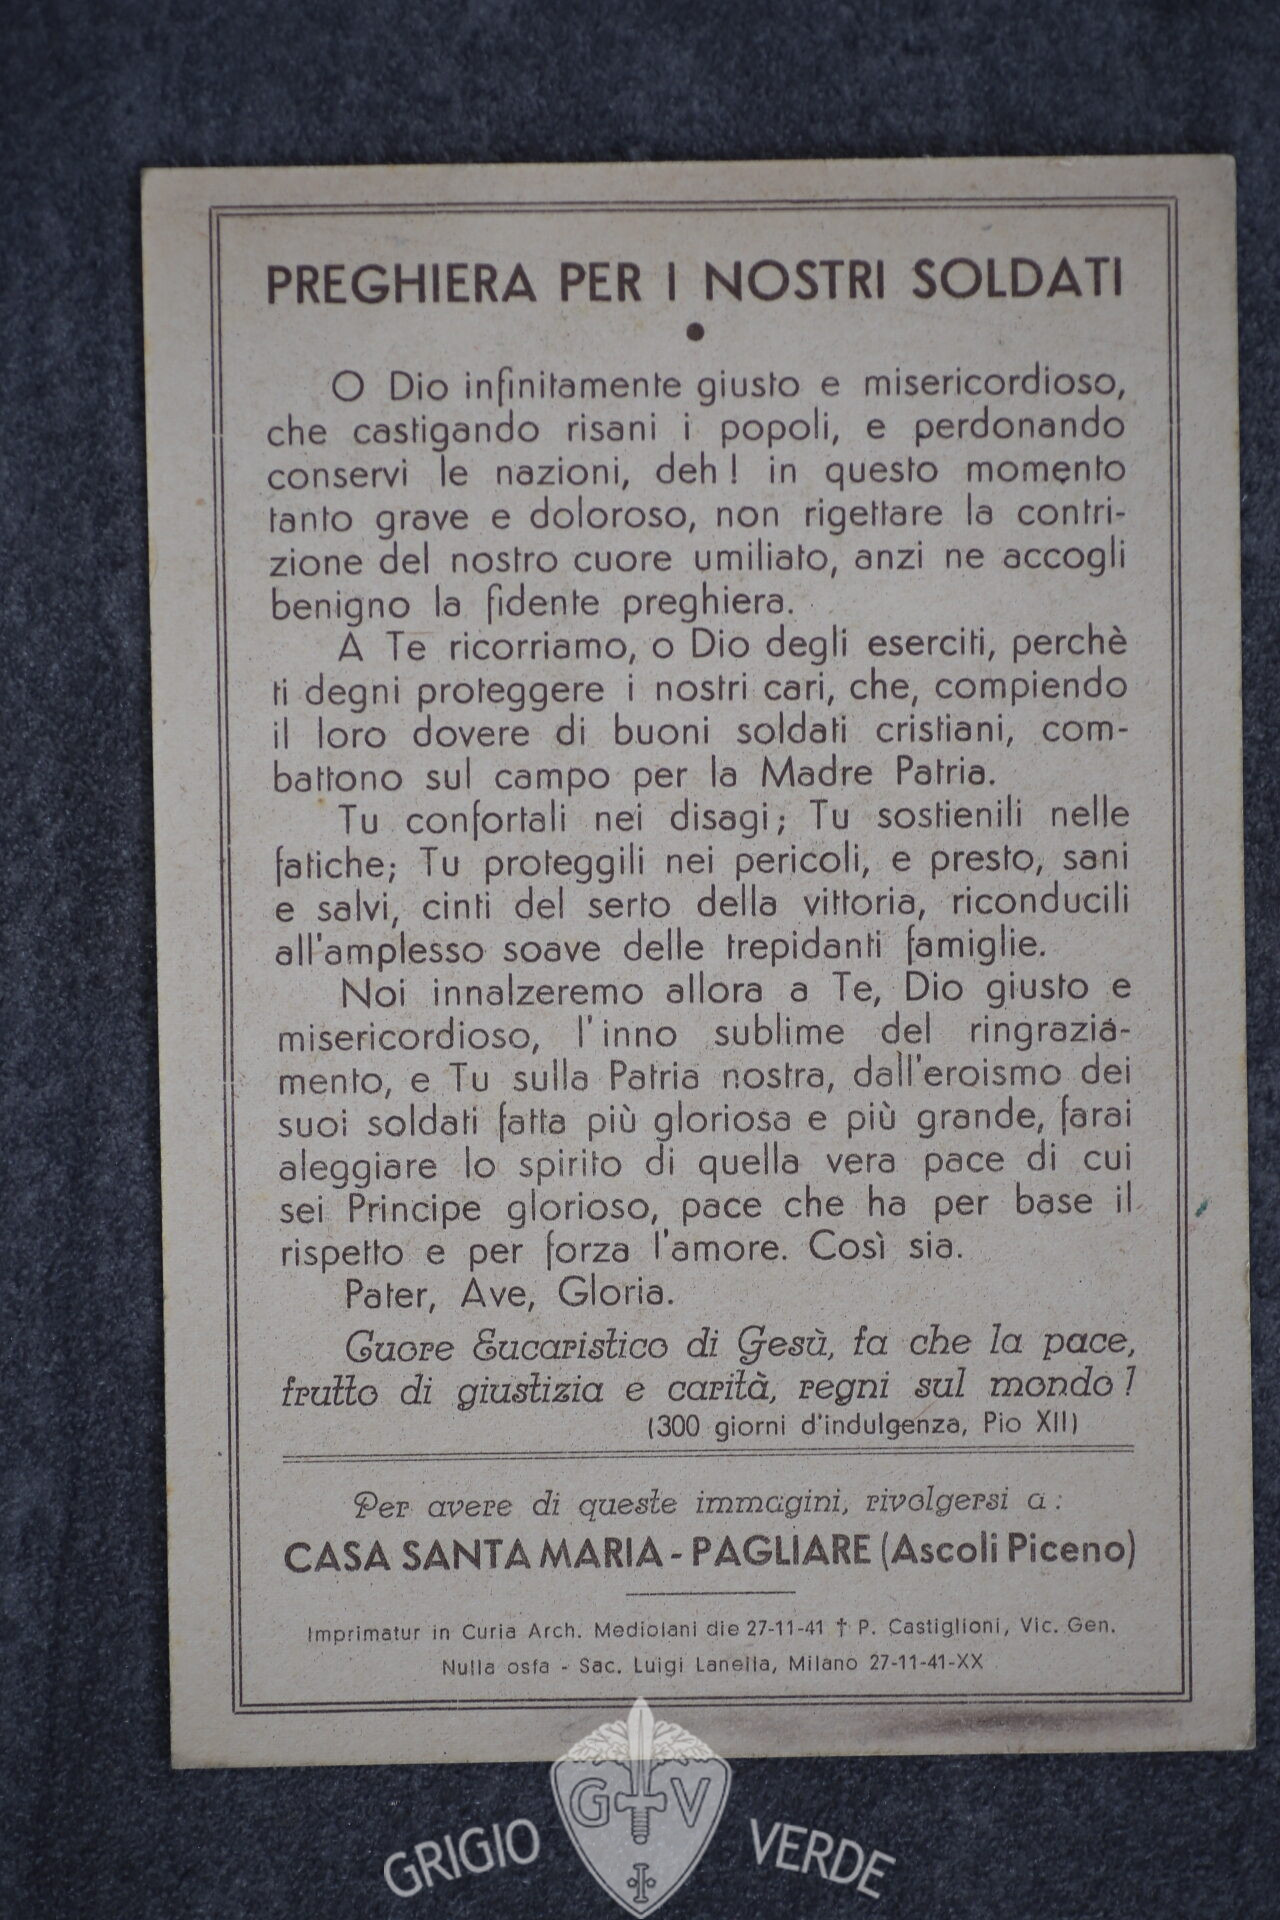 PREGHIERA PER I NOSTRI SOLDATI
•
O Dio infinitamente giusto e misericordioso,
che castigando risani i popoli, e perdonando
conservi le nazioni, deh! in questo momento
tanto grave e doloroso, non rigettare la contri-
zione del nostro cuore umiliato, anzi ne accogli
benigno la fidente preghiera.
A Te ricorriamo, o Dio degli eserciti, perchè
ti degni proteggere i nostri cari, che, compiendo
il loro dovere di buoni soldati cristiani, com-
battono sul campo per la Madre Patria.
Tu confortali nei disagi; Tu sostienili nelle
fatiche; Tu proteggili nei pericoli, e presto, sani
e salvi, cinti del serto della vittoria, riconducili
all'amplesso soave delle trepidanti famiglie.
Noi innalzeremo allora a Te, Dio giusto e
misericordioso, l'inno sublime del ringrazia-
mento, e Tu sulla Patria nostra, dall'eroismo dei
suoi soldati fatta più gloriosa e più grande, farai
aleggiare lo spirito di quella vera pace di cui
sei Principe glorioso, pace che ha per base il
rispetto e per forza l'amore. Così sia.
Pater, Ave, Gloria.
Cuore Eucaristico di Gesù, fa che la pace,
frutto di giustizia e carità, regni sul mondo!
(300 giorni d'indulgenza, Pio XII)
Per avere di queste immagini, rivolgersi a:
CASA SANTA MARIA - PAGLIARE (Ascoli Piceno)
Imprimatur in Curia Arch. Mediolani die 27-11-41 † P. Castiglioni, Vic. Gen.
Nulla osta - Sac. Luigi Lanella, Milano 27-11-41-XX
G V
GRIGIO VERDE